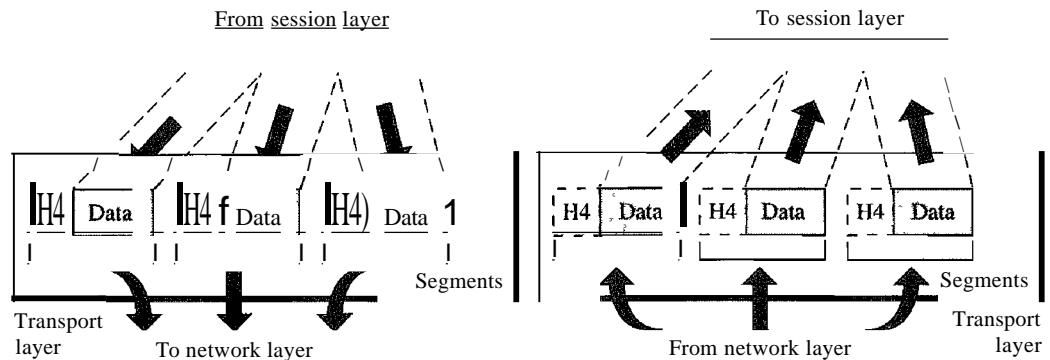 From session layer
H4 Data H4 f Data H4) Data 1
Segments
Transport
layer
To network layer
To session layer
H4 Data H4 Data H4 Data
Segments
From network layer
Transport
layer